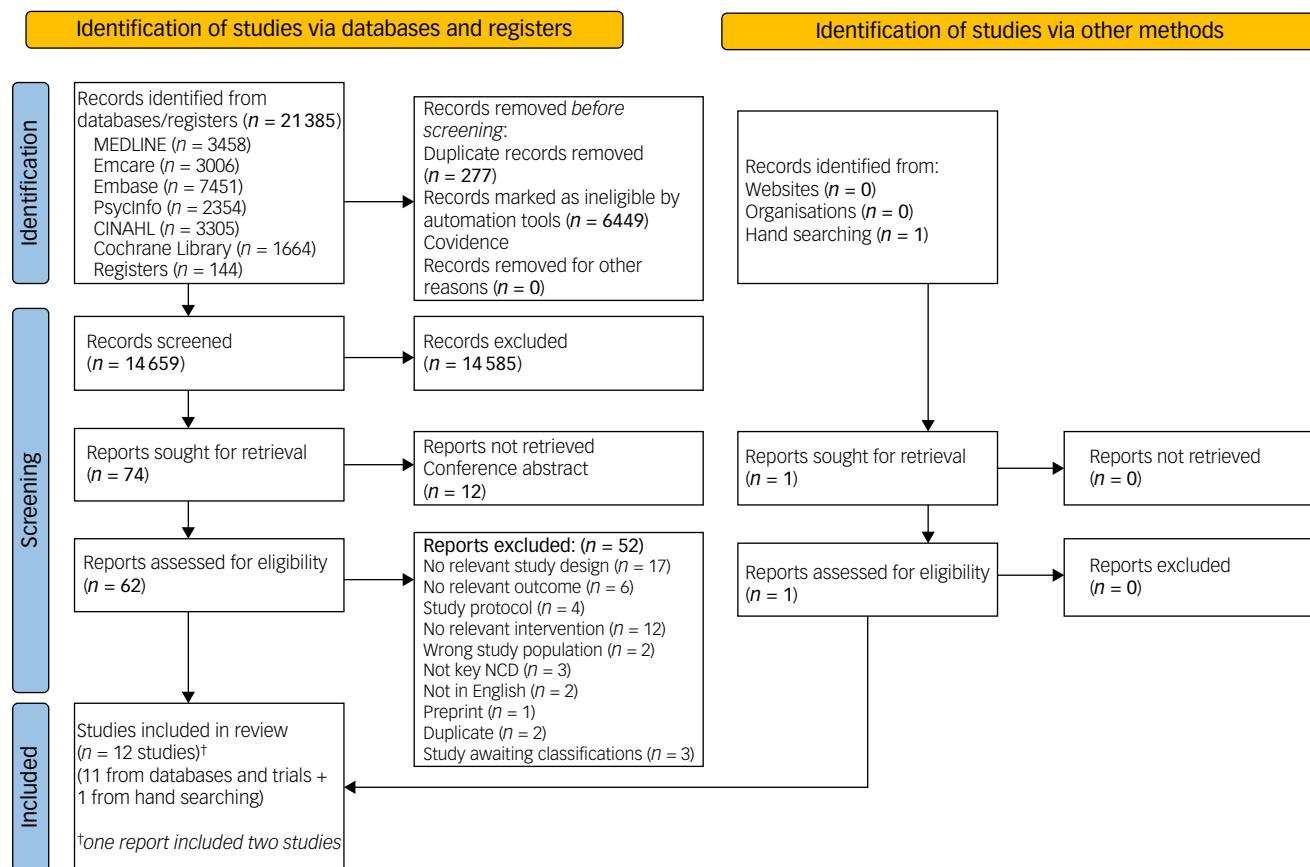 Identification of studies via databases and registers
Identification of studies via other methods
Identification
Records identified from
databases/registers (n = 21 385)
MEDLINE (n = 3458)
Emcare (n = 3006)
Embase (n = 7451)
PsycInfo (n = 2354)
CINAHL (n = 3305)
Cochrane Library (n = 1664)
Registers (n = 144)
Records removed before
screening:
Duplicate records removed
(n = 277)
Records marked as ineligible by
automation tools (n = 6449)
Covidence
Records removed for other
reasons (n = 0)
Records identified from:
Websites (n = 0)
Organisations (n = 0)
Hand searching (n = 1)
Screening
Records screened
(n = 14 659)
Records excluded
(n = 14 585)
Reports sought for retrieval
(n = 74)
Reports not retrieved
Conference abstract
(n = 12)
Reports sought for retrieval
(n = 1)
Reports not retrieved
(n = 0)
Reports assessed for eligibility
(n = 62)
Reports excluded: (n = 52)
No relevant study design (n = 17)
No relevant outcome (n = 6)
Study protocol (n = 4)
No relevant intervention (n = 12)
Wrong study population (n = 2)
Not key NCD (n = 3)
Not in English (n = 2)
Preprint (n = 1)
Duplicate (n = 2)
Study awaiting classifications (n = 3)
Reports assessed for eligibility
(n = 1)
Reports excluded
(n = 0)
Included
Studies included in review
(n = 12 studies)†
(11 from databases and trials +
1 from hand searching)
†one report included two studies